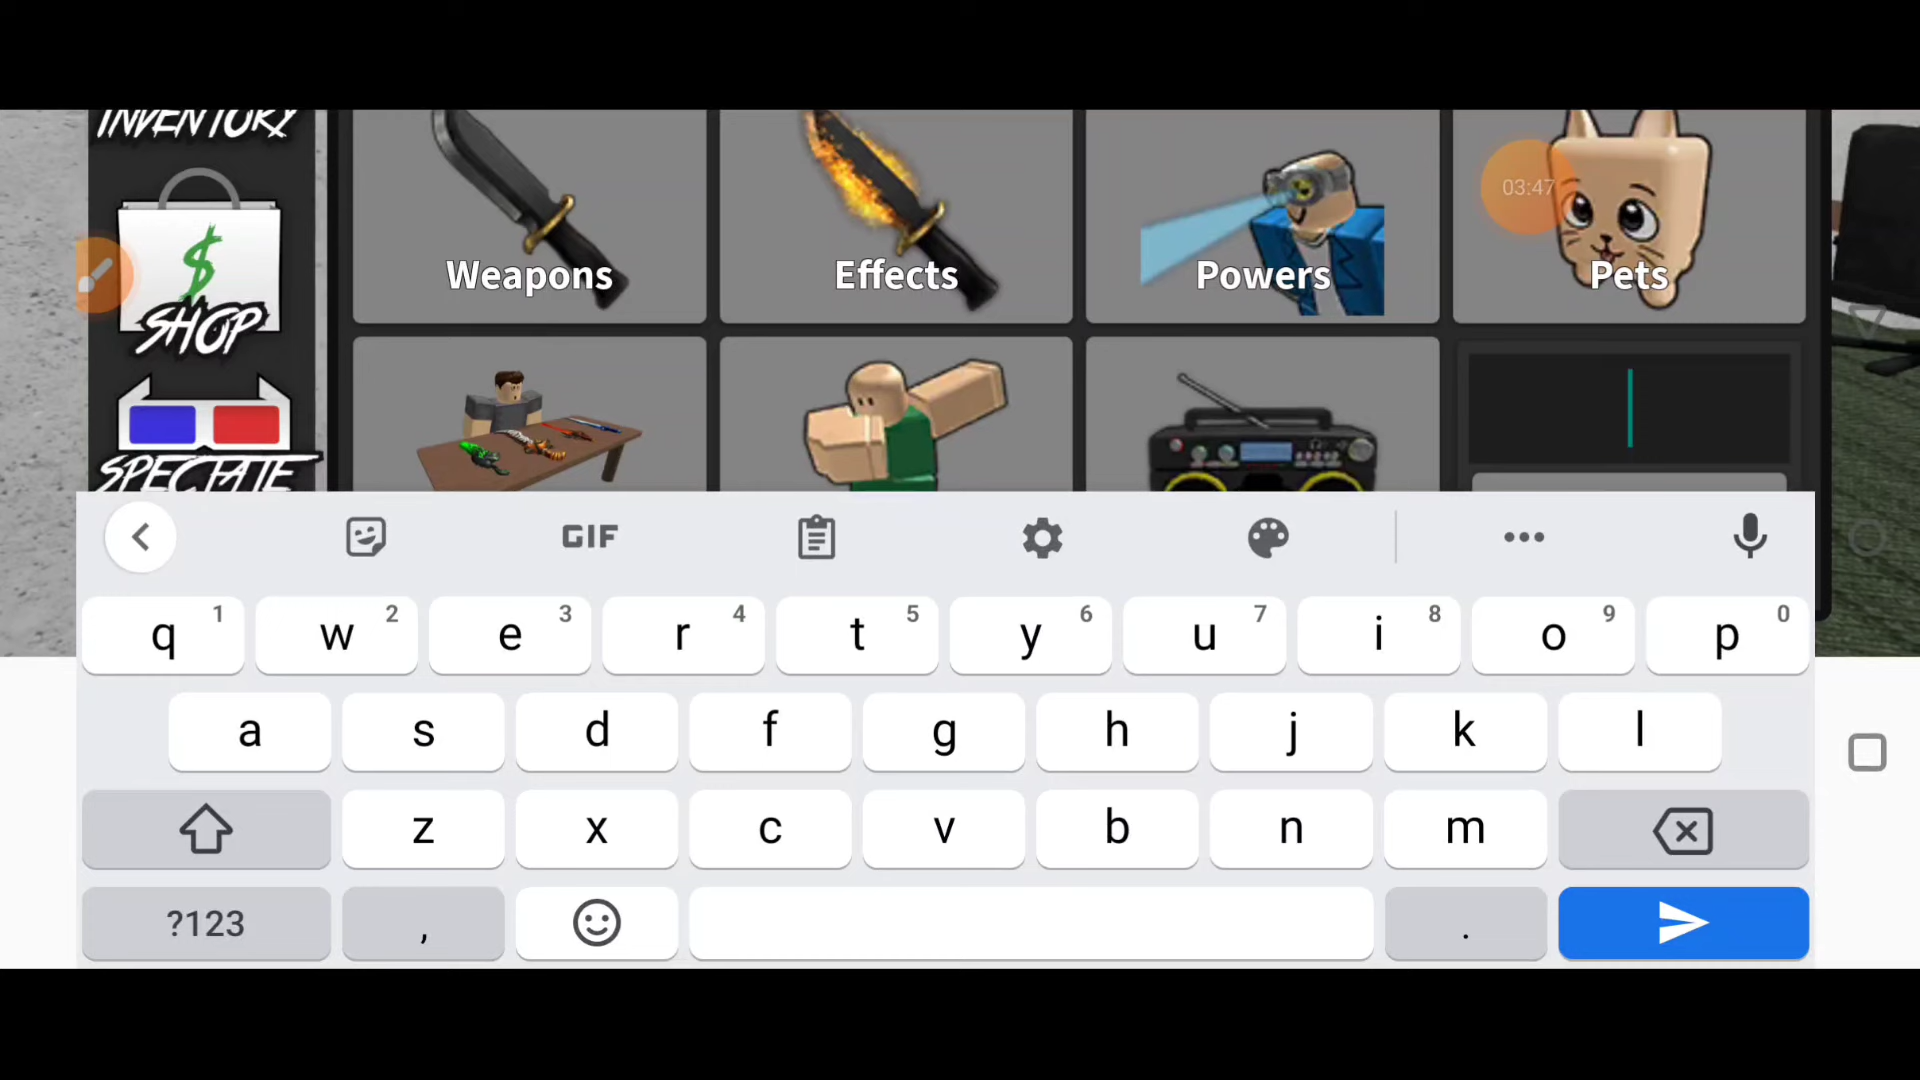 INVENTORY
Weapons
Effects
Powers
Pets
03:47
$
SHOP
SPECTATE
GIF
1 2 3 4 5 6 7 8 9 0
q w e r t y u i o p
a s d f g h j k l
z x c v b n m
?123 , .